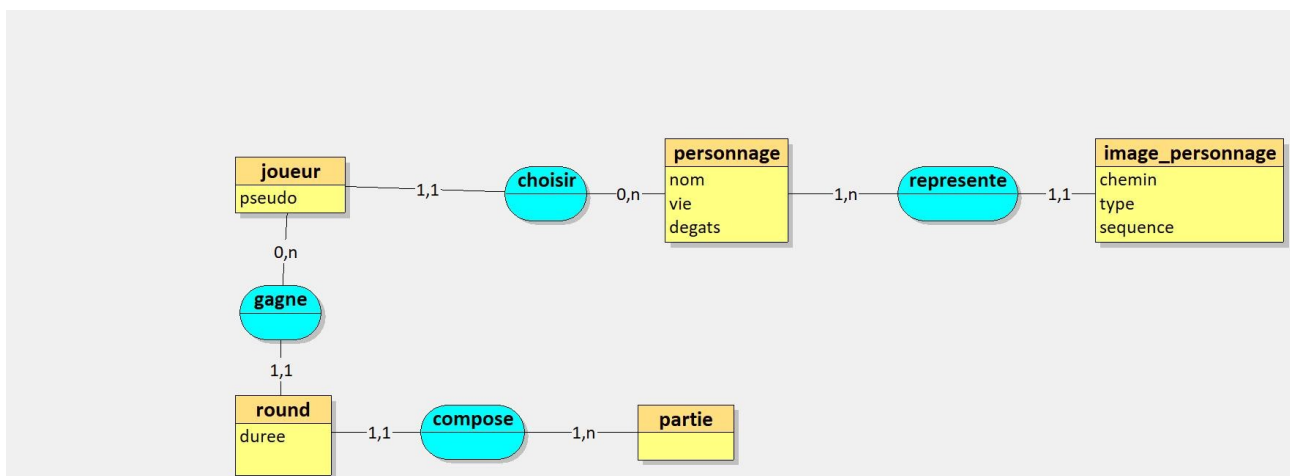 joueur
pseudo
1,1
choisir
0,n
personnage
nom
vie
degats
1,n
represente
1,1
image_personnage
chemin
type
sequence
0,n
gagne
1,1
round
duree
1,1
compose
1,n
partie